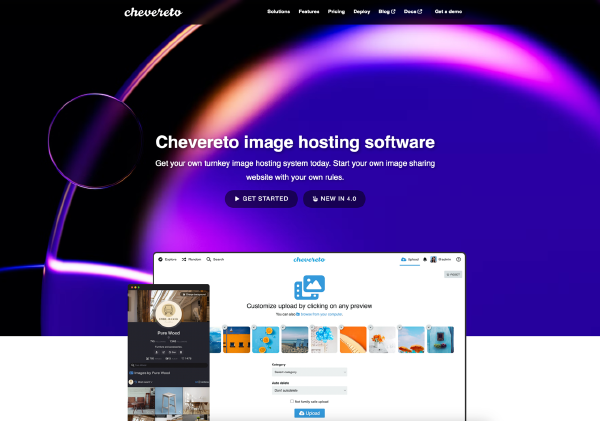 chevereto
Solutions Features Pricing Deploy Blog Docs Get a demo
Chevereto image hosting software
Get your own turnkey image hosting system today. Start your own image sharing
website with your own rules.
GET STARTED
NEW IN 4.0
Explore Random Search
chevereto
Upload
Customize upload by clicking on any preview
You can also browse from your computer.
Category
Select category
Auto delete
Don't autodelete
Not family safe upload
Upload
Pure Wood
Images by Pure Wood